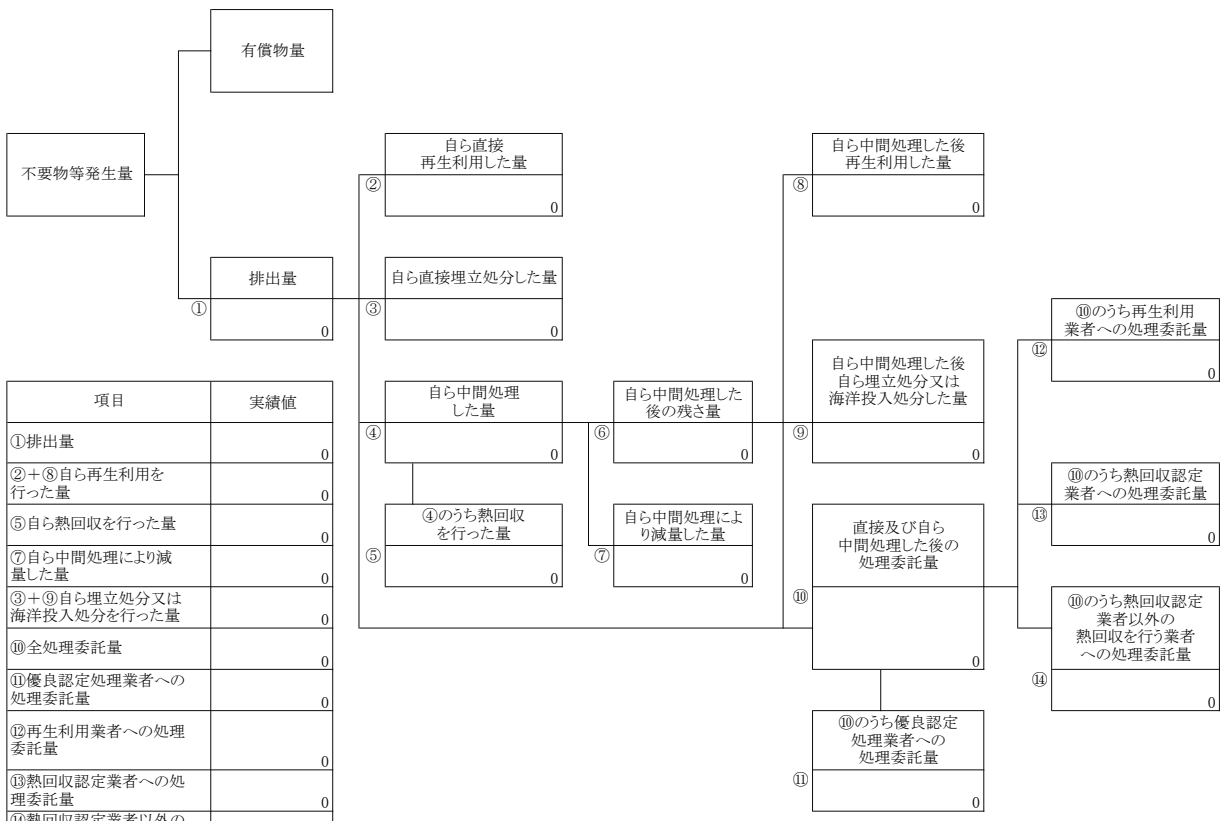 有償物量
不要物等発生量
自ら直接
再生利用した量
②
0
自ら中間処理した後
再生利用した量
⑧
0
排出量
①
0
自ら直接埋立処分した量
③
0
⑩のうち再生利用
業者への処理委託量
⑫
0
自ら中間処理
した量
④
0
自ら中間処理した
後の残さ量
⑥
0
自ら中間処理した後
自ら埋立処分又は
海洋投入処分した量
⑨
0
⑩のうち熱回収認定
業者への処理委託量
⑬
0
④のうち熱回収
を行った量
⑤
0
自ら中間処理によ
り減量した量
⑦
0
直接及び自ら
中間処理した後の
処理委託量
⑩
0
⑩のうち熱回収認定
業者以外の
熱回収を行う業者
への処理委託量
⑭
0
⑩のうち優良認定
処理業者への
処理委託量
⑪
0
項目 実績値
①排出量
0
②＋⑧自ら再生利用を
行った量 0
⑤自ら熱回収を行った量
0
⑦自ら中間処理により減
量した量 0
③＋⑨自ら埋立処分又は
海洋投入処分を行った量 0
⑩全処理委託量
0
⑪優良認定処理業者への
処理委託量 0
⑫再生利用業者への処理
委託量 0
⑬熱回収認定業者への処
理委託量 0
⑭熱回収認定業者以外の